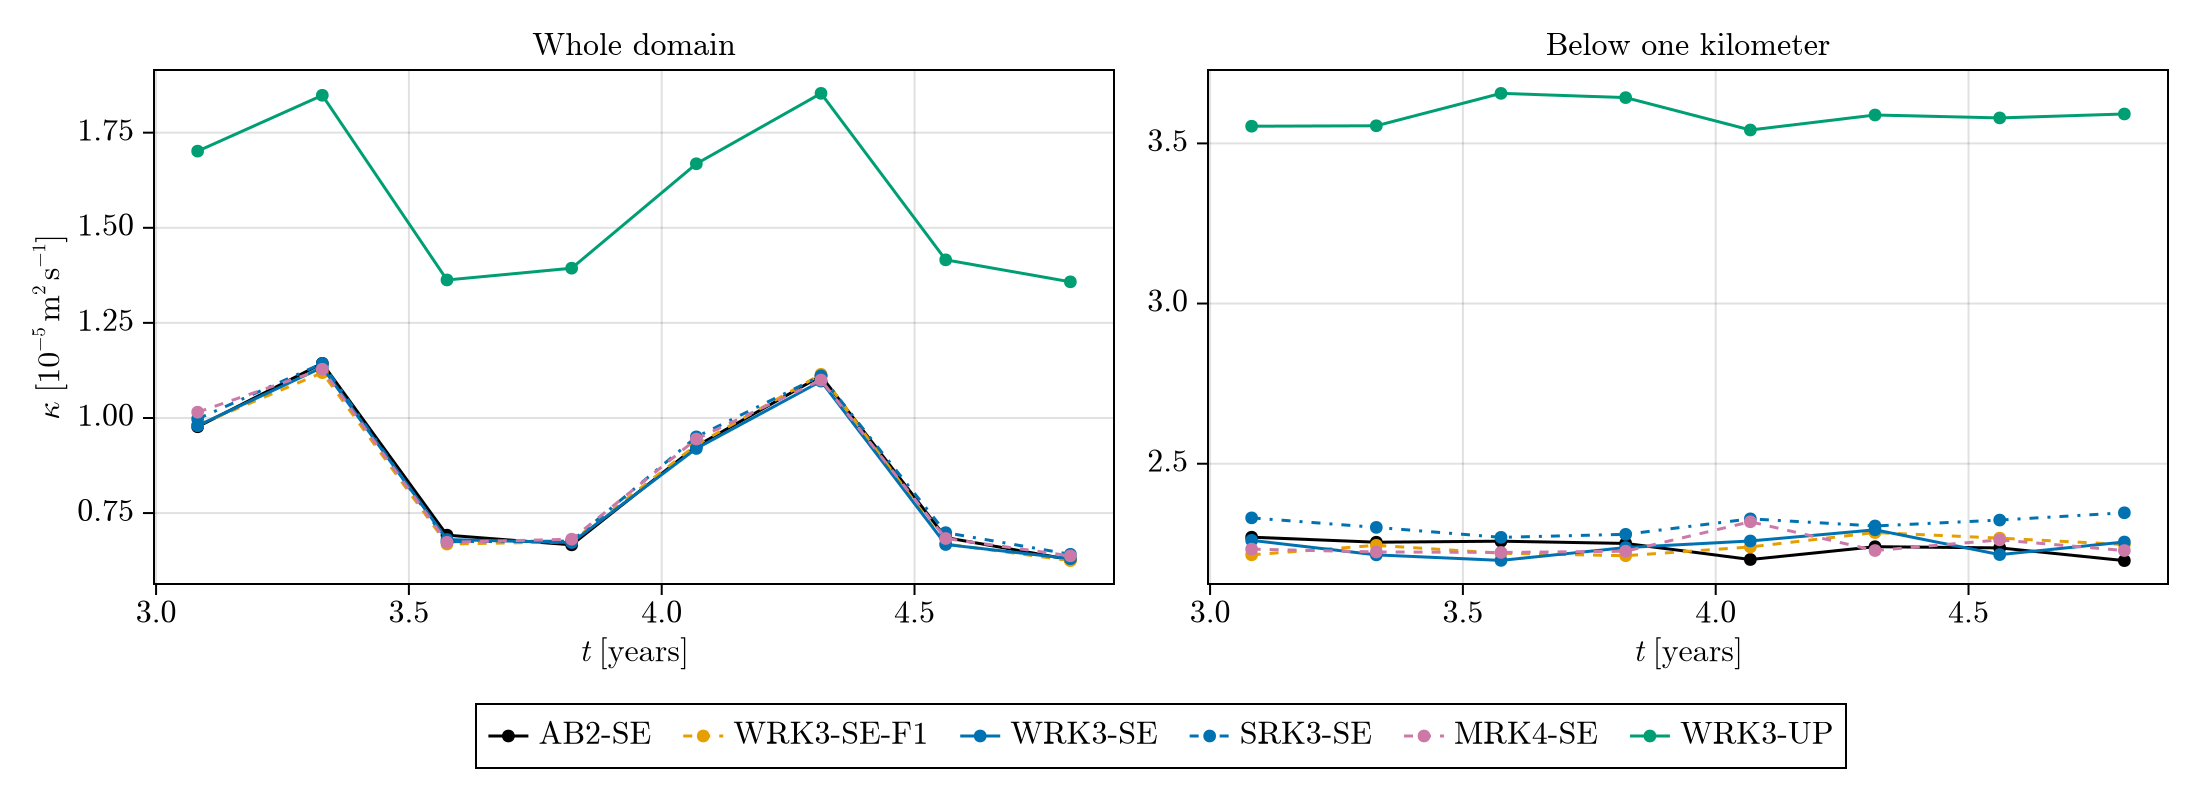 Whole domain
Below one kilometer
κ [10⁻⁵ m² s⁻¹]
1.75
1.50
1.25
1.00
0.75
3.0 3.5 4.0 4.5
t [years]
3.5
3.0
2.5
3.0 3.5 4.0 4.5
t [years]
AB2-SE WRK3-SE-F1 WRK3-SE SRK3-SE MRK4-SE WRK3-UP